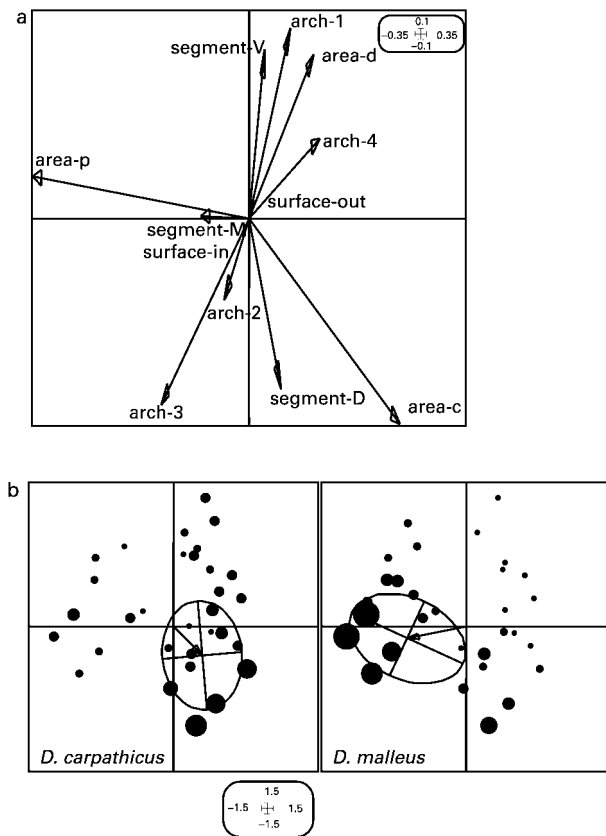 a
arch-1
0.1
-0.35 0.35
-0.1
segment-V
area-d
arch-4
area-p
surface-out
segment-M
surface-in
arch-2
segment-D
arch-3
area-c
b
D. carpathicus
D. malleus
1.5
-1.5 1.5
-1.5